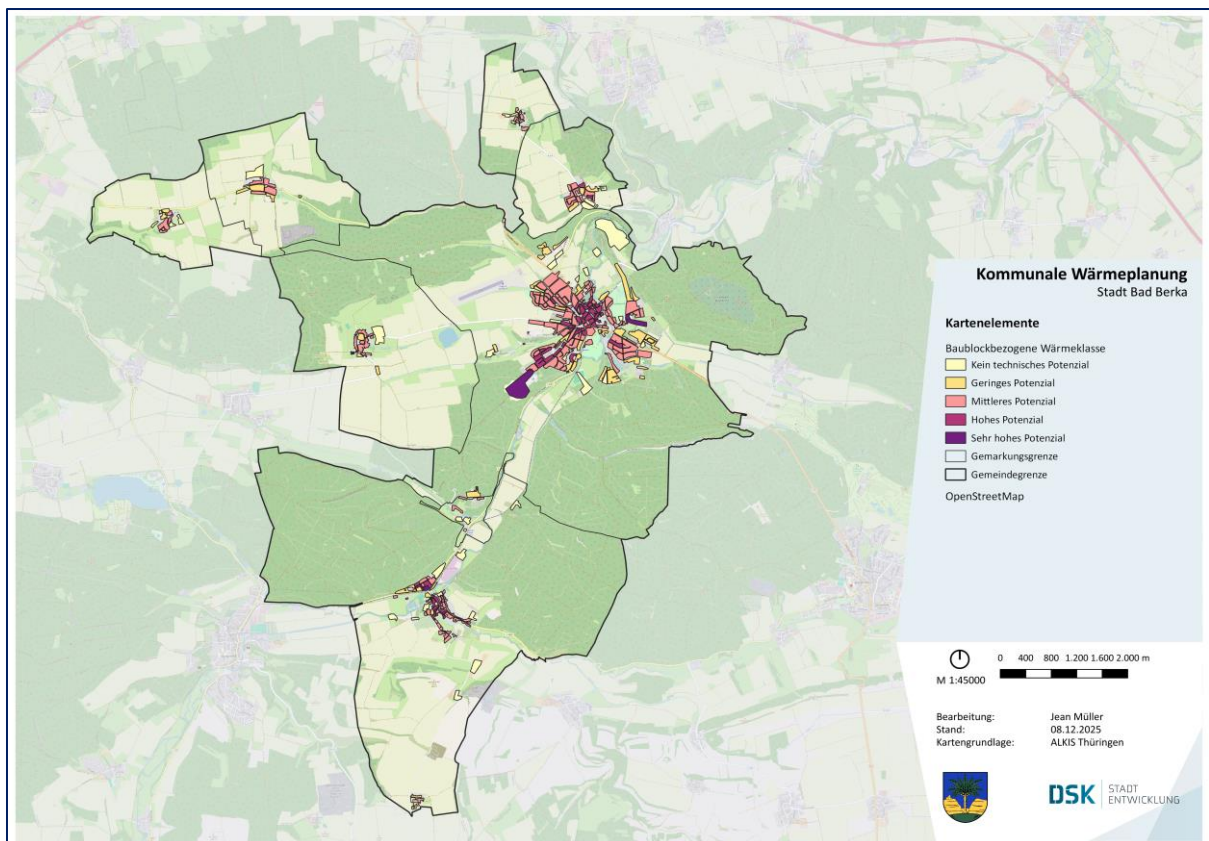 Kommunale Wärmeplanung
Stadt Bad Berka
Kartenelemente
Baublockbezogene Wärmeklasse
Kein technisches Potenzial
Geringes Potenzial
Mittleres Potenzial
Hohes Potenzial
Sehr hohes Potenzial
Gemarkungsgrenze
Gemeindegrenze
OpenStreetMap
0 400 800 1.200 1.600 2.000 m
M 1:45000
Bearbeitung: Jean Müller
Stand: 08.12.2025
Kartengrundlage: ALKIS Thüringen
DSK STADT
ENTWICKLUNG